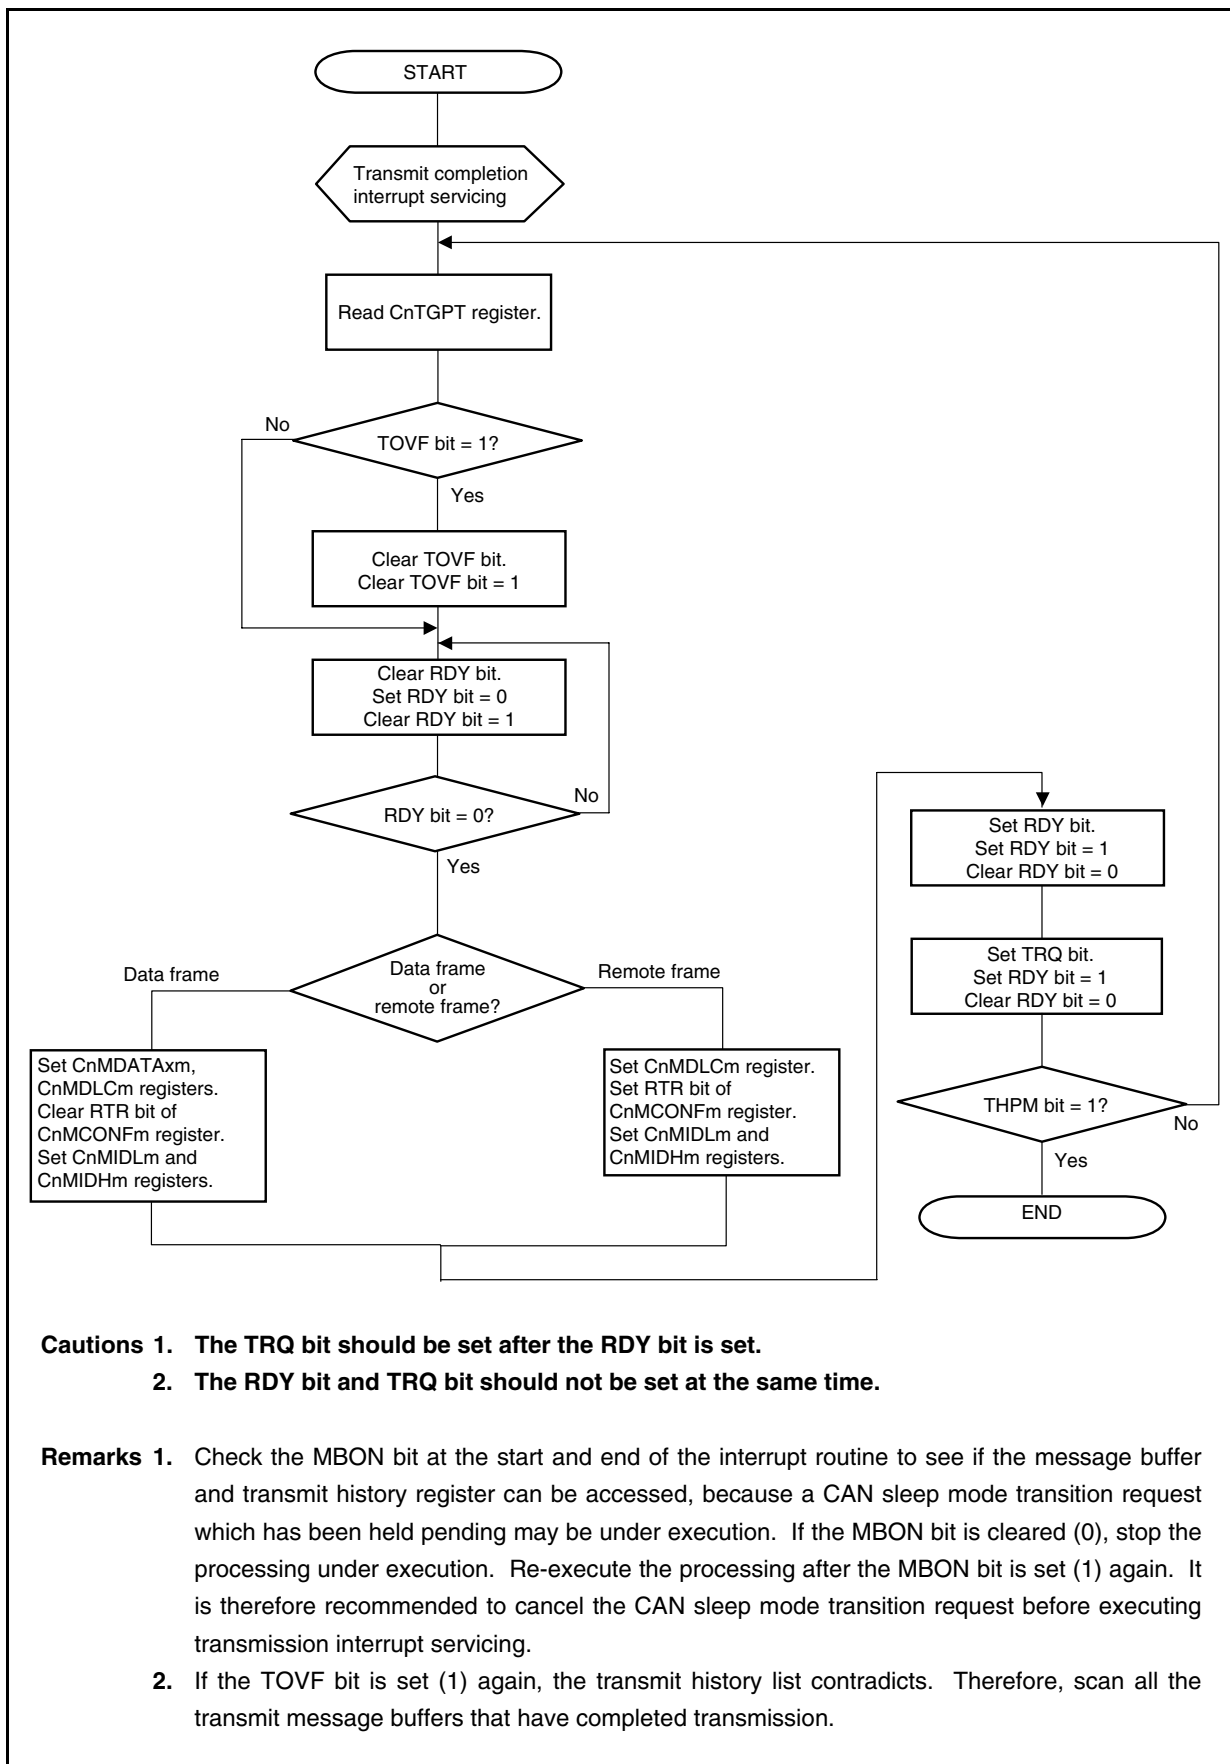 START
Transmit completion
interrupt servicing
Read CnTGPT register.
No
TOVF bit = 1?
Yes
Clear TOVF bit.
Clear TOVF bit = 1
Clear RDY bit.
Set RDY bit = 0
Clear RDY bit = 1
No
RDY bit = 0?
Yes
Data frame
Data frame
or
remote frame?
Remote frame
Set CnMDATAxm,
CnMDLCm registers.
Clear RTR bit of
CnMCONFm register.
Set CnMIDLm and
CnMIDHm registers.
Set CnMDLCm register.
Set RTR bit of
CnMCONFm register.
Set CnMIDLm and
CnMIDHm registers.
Set RDY bit.
Set RDY bit = 1
Clear RDY bit = 0
Set TRQ bit.
Set RDY bit = 1
Clear RDY bit = 0
THPM bit = 1?
No
Yes
END
Cautions 1. The TRQ bit should be set after the RDY bit is set.
2. The RDY bit and TRQ bit should not be set at the same time.
Remarks 1. Check the MBON bit at the start and end of the interrupt routine to see if the message buffer
and transmit history register can be accessed, because a CAN sleep mode transition request
which has been held pending may be under execution. If the MBON bit is cleared (0), stop the
processing under execution. Re-execute the processing after the MBON bit is set (1) again. It
is therefore recommended to cancel the CAN sleep mode transition request before executing
transmission interrupt servicing.
2. If the TOVF bit is set (1) again, the transmit history list contradicts. Therefore, scan all the
transmit message buffers that have completed transmission.